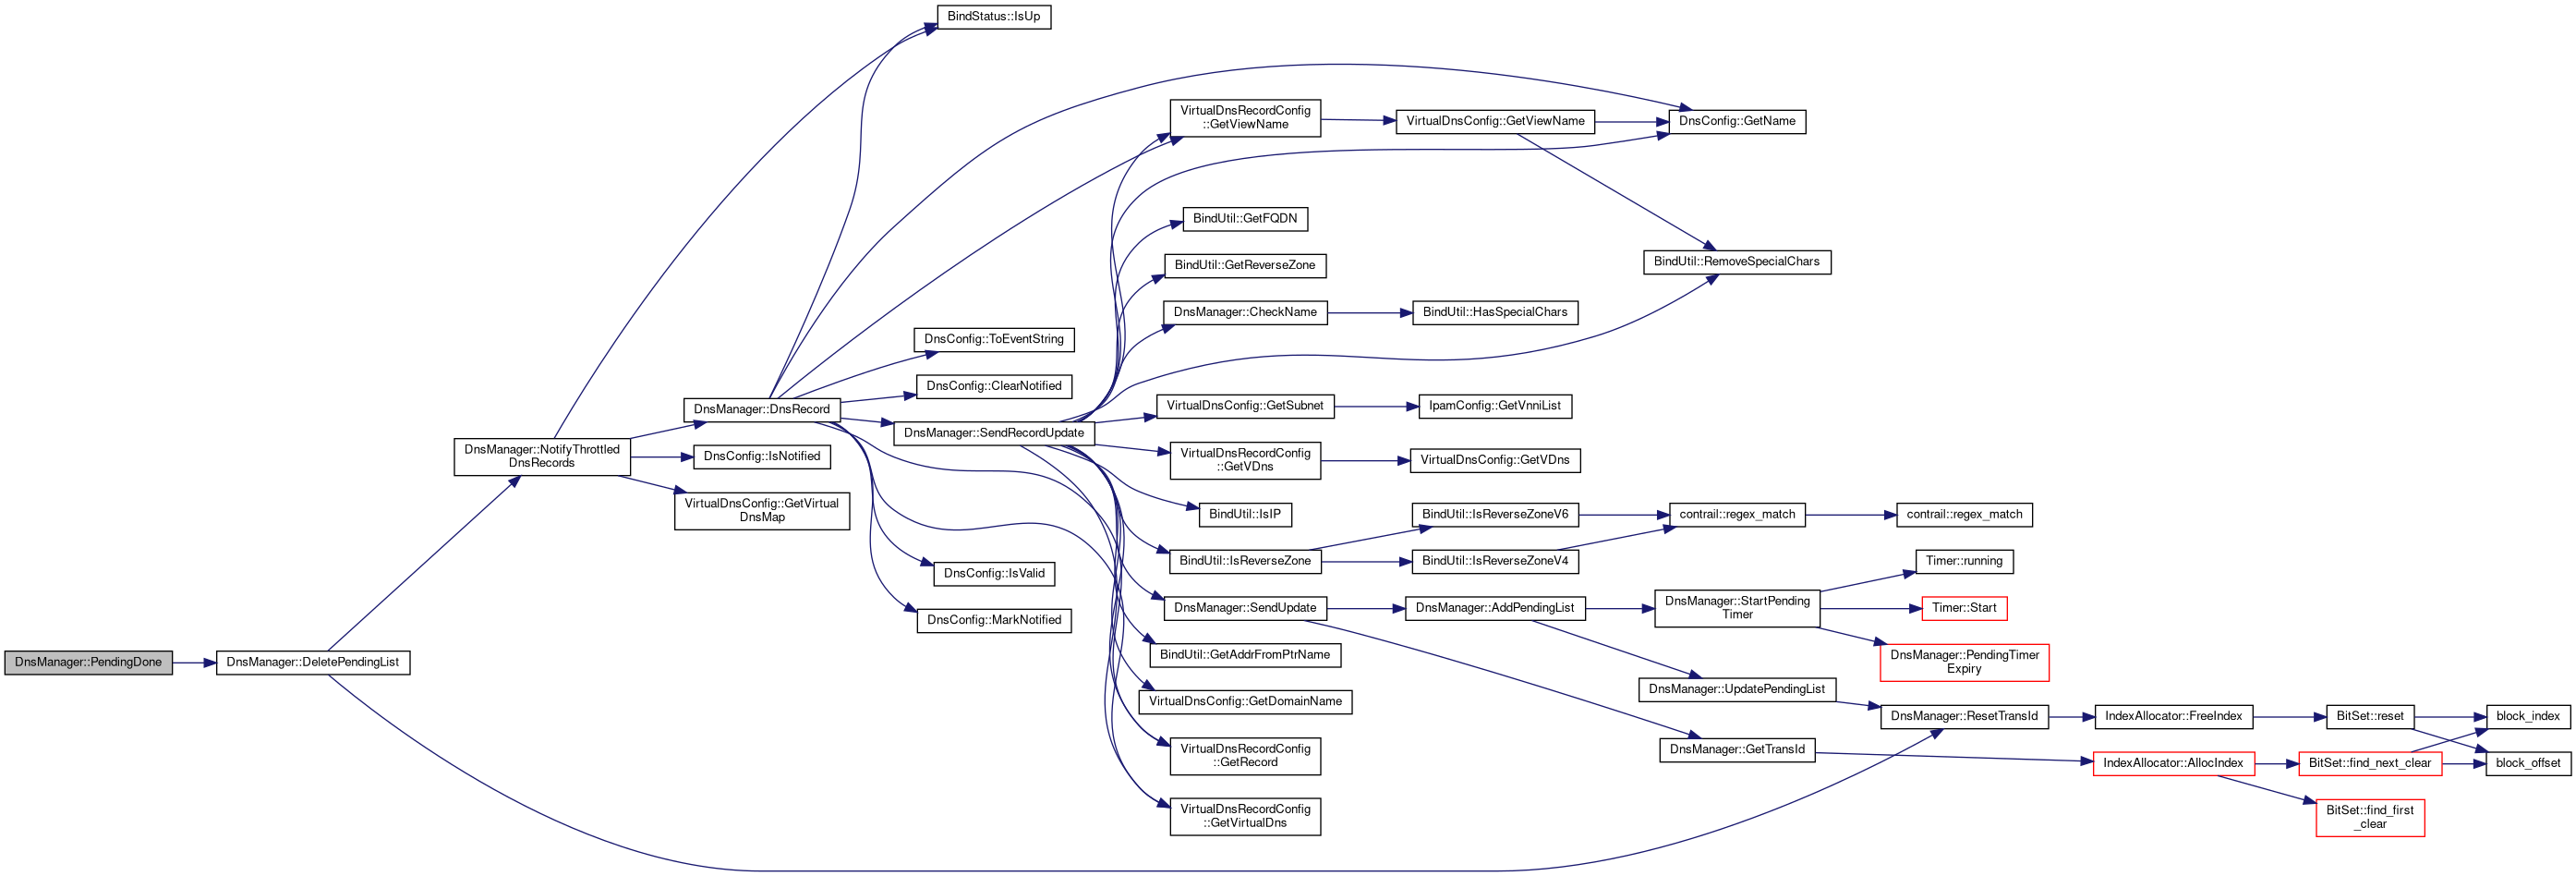 BindStatus::IsUp
VirtualDnsRecordConfig
::GetViewName
VirtualDnsConfig::GetViewName
DnsConfig::GetName
BindUtil::GetFQDN
BindUtil::GetReverseZone
BindUtil::RemoveSpecialChars
DnsManager::CheckName
BindUtil::HasSpecialChars
DnsConfig::ToEventString
DnsConfig::ClearNotified
DnsManager::DnsRecord
VirtualDnsConfig::GetSubnet
IpamConfig::GetVnniList
DnsManager::SendRecordUpdate
DnsManager::NotifyThrottled
DnsRecords
DnsConfig::IsNotified
VirtualDnsRecordConfig
::GetVDns
VirtualDnsConfig::GetVDns
VirtualDnsConfig::GetVirtual
DnsMap
BindUtil::IsIP
BindUtil::IsReverseZoneV6
contrail::regex_match
contrail::regex_match
BindUtil::IsReverseZone
BindUtil::IsReverseZoneV4
Timer::running
DnsConfig::IsValid
DnsManager::SendUpdate
DnsManager::AddPendingList
DnsManager::StartPending
Timer
Timer::Start
DnsConfig::MarkNotified
DnsManager::PendingDone
DnsManager::DeletePendingList
BindUtil::GetAddrFromPtrName
DnsManager::PendingTimer
Expiry
VirtualDnsConfig::GetDomainName
DnsManager::UpdatePendingList
DnsManager::ResetTransId
IndexAllocator::FreeIndex
BitSet::reset
block_index
VirtualDnsRecordConfig
::GetRecord
DnsManager::GetTransId
IndexAllocator::AllocIndex
BitSet::find_next_clear
block_offset
VirtualDnsRecordConfig
::GetVirtualDns
BitSet::find_first
_clear